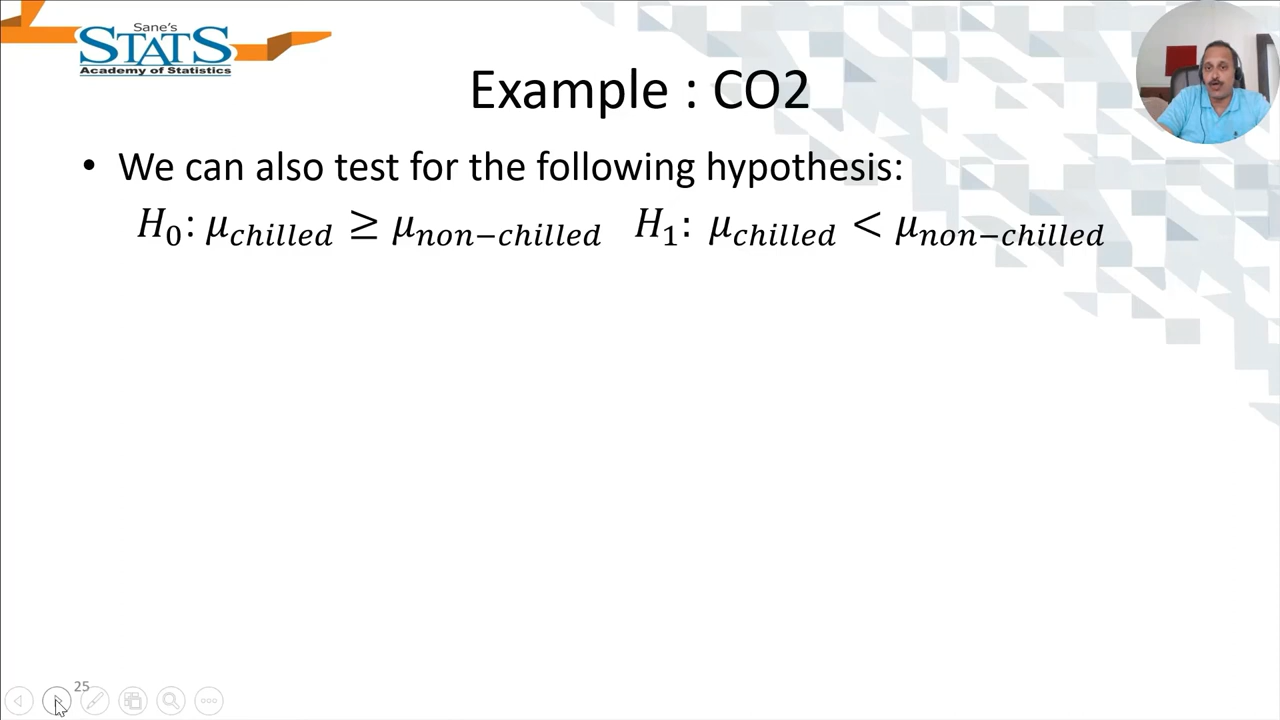 Sane's
STATS
Academy of Statistics
Example : CO2
• We can also test for the following hypothesis:
𝐻₀: 𝜇_chilled ≥ 𝜇_non−chilled 𝐻₁: 𝜇_chilled < 𝜇_non−chilled
25